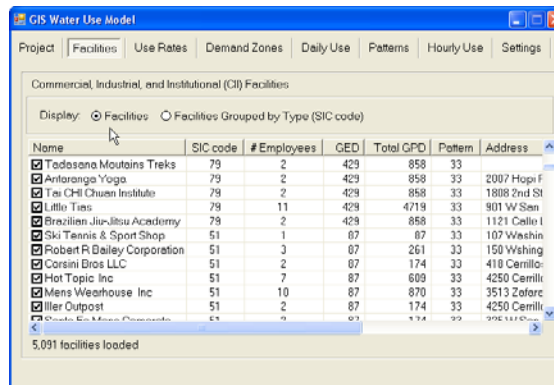 GIS Water Use Model
Project Facilities Use Rates Demand Zones Daily Use Patterns Hourly Use Settings
Commercial, Industrial, and Institutional (CII) Facilities
Display: Facilities Facilities Grouped by Type (SIC code)
Name SIC code # Employees GED Total GPD Pattern Address
Tadasana Moutains Treks 79 2 429 858 33
Antaranga Yoga 79 2 429 858 33 2007 Hopi
Tai CHI Chuan Institute 79 2 429 858 33 1808 2nd St
Little Tias 79 11 429 4719 33 901 W San
Brazilian Jiu-Jitsu Academy 79 2 429 858 33 1121 Calle
Ski Tennis & Sport Shop 51 1 87 87 33 107 Washin
Robert R Bailey Corporation 51 3 87 261 33 150 Wshing
Corsini Bros LLC 51 2 87 174 33 418 Cerrillo
Hot Topic Inc 51 7 87 609 33 4250 Cerrill
Mens Wearhouse Inc 51 10 87 870 33 3513 Zafara
Iller Outpost 51 2 87 174 33 4250 Cerrill
5,091 facilities loaded